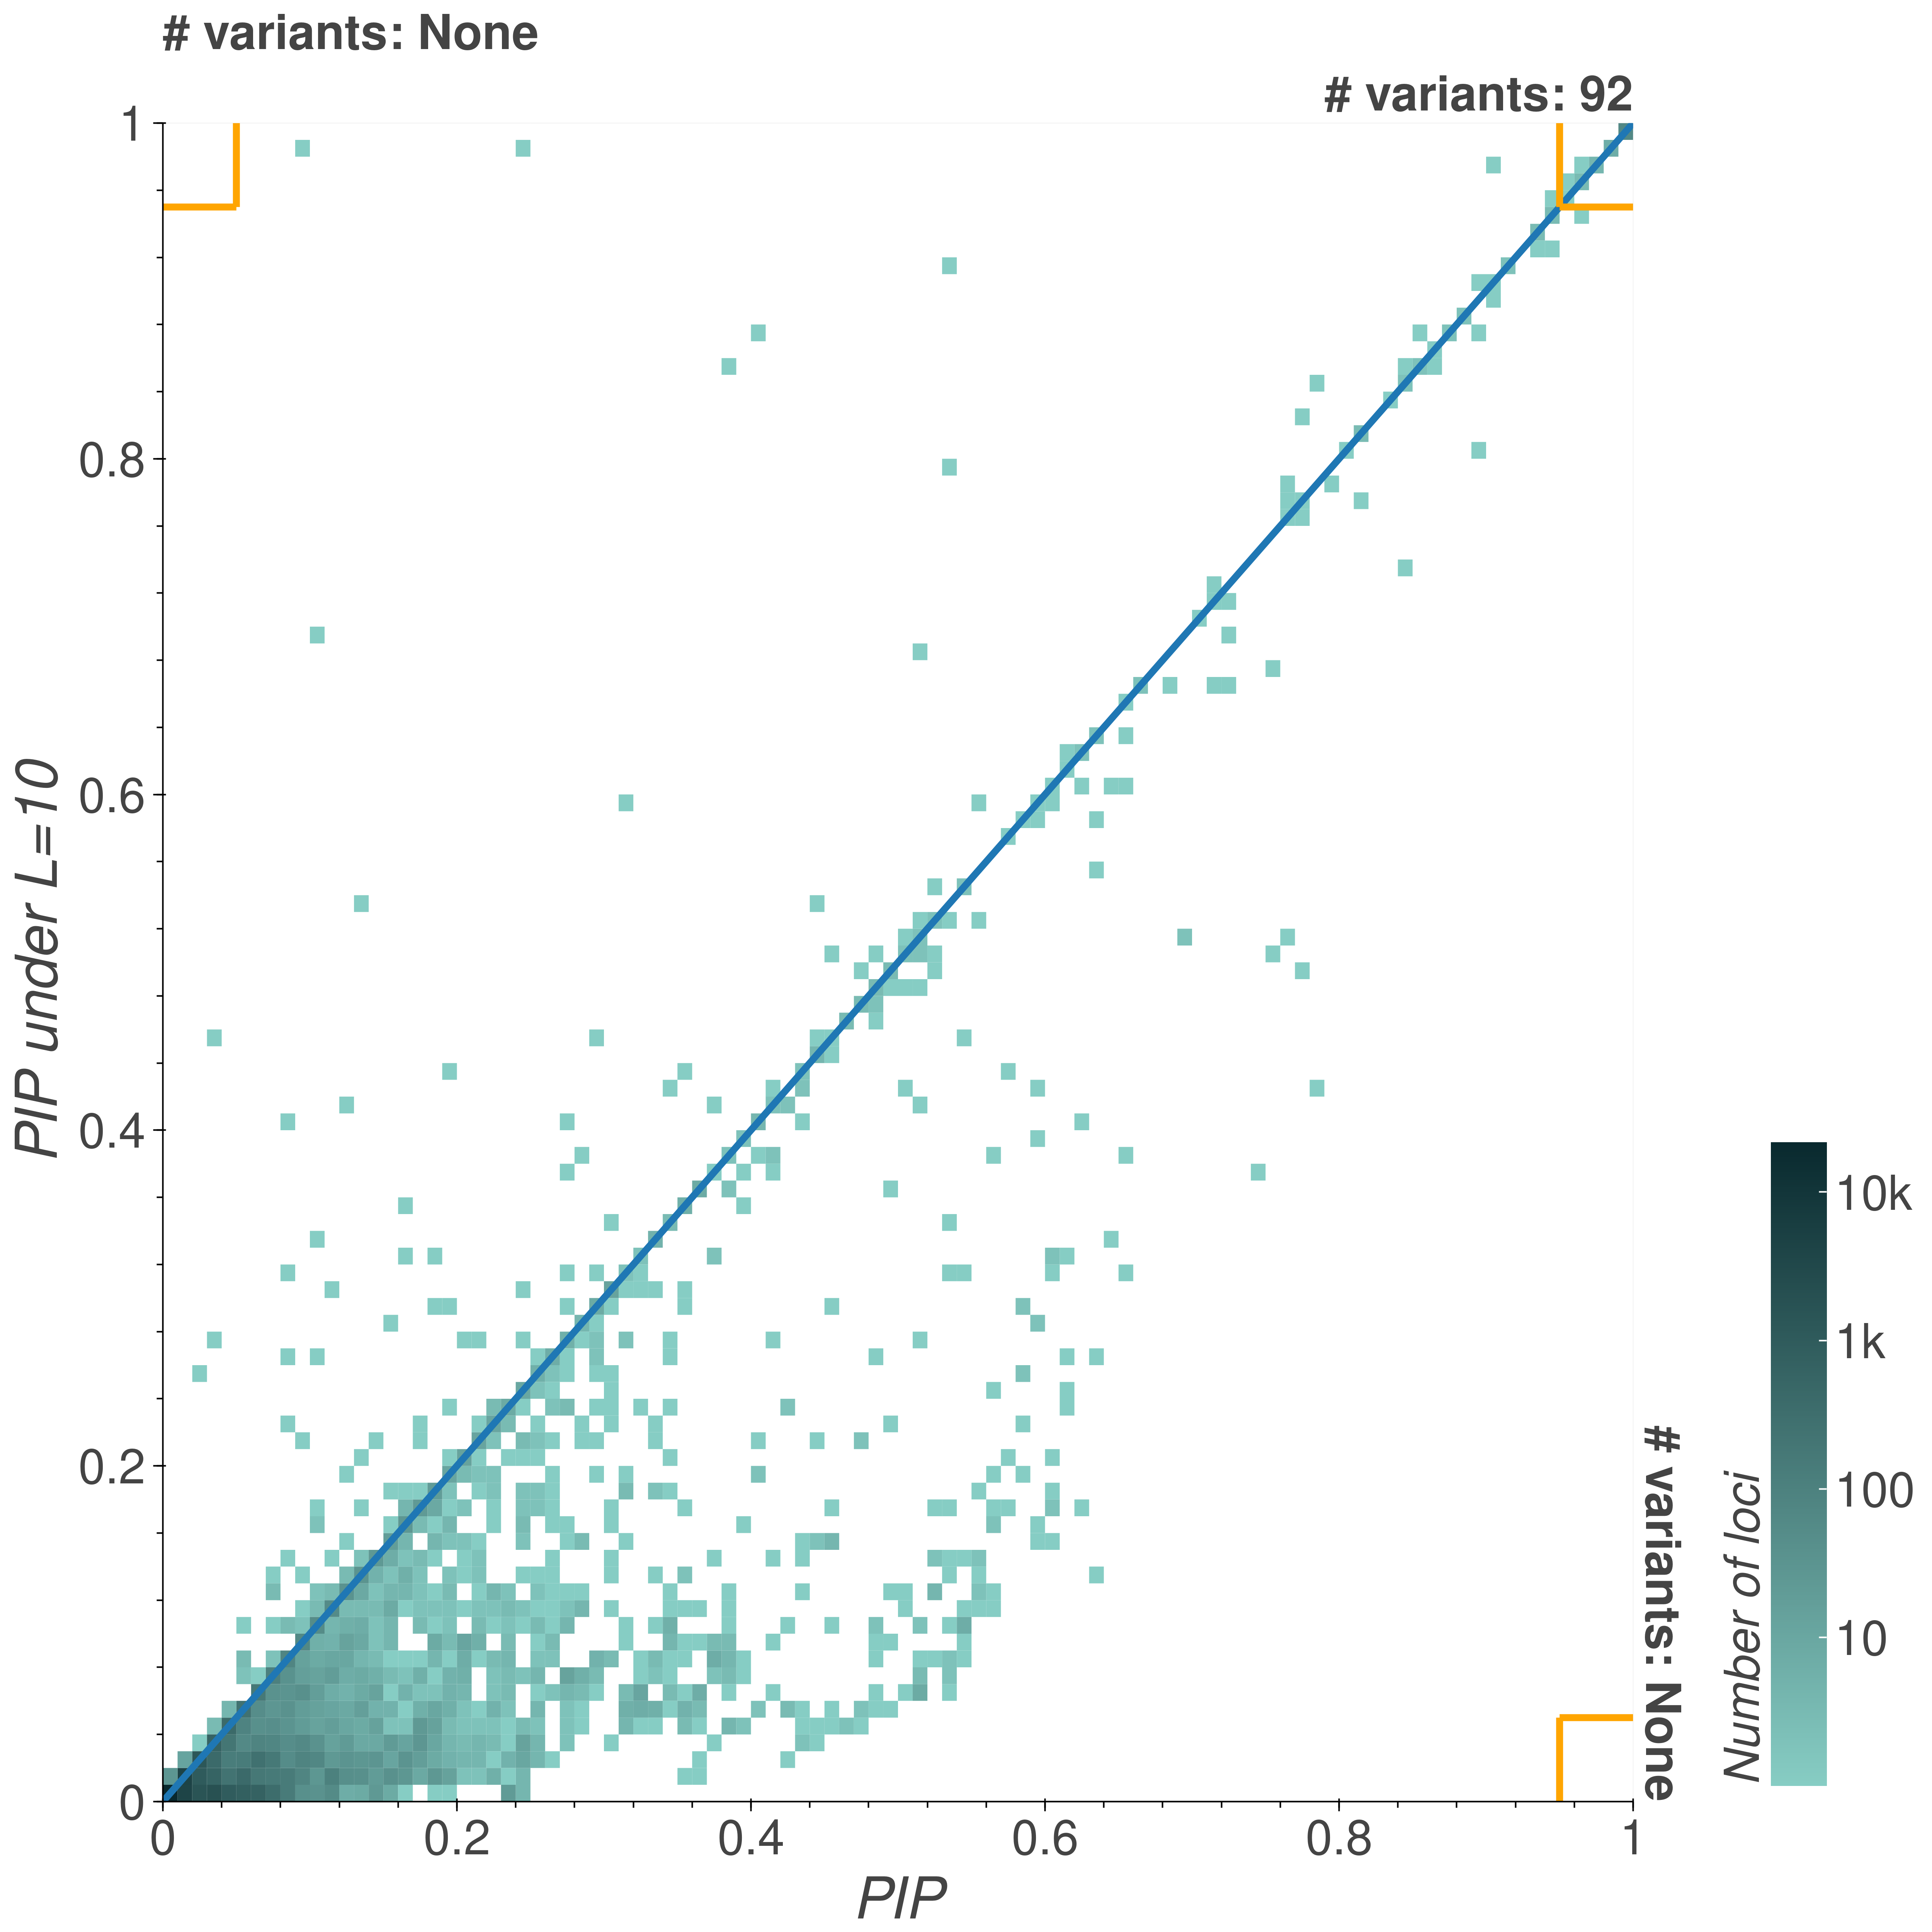 # variants: None
# variants: 92
1
0.8
0.6
0.4
0.2
0
PIP under L=10
0
0.2
0.4
0.6
0.8
1
PIP
# variants: None
Number of loci
10k
1k
100
10